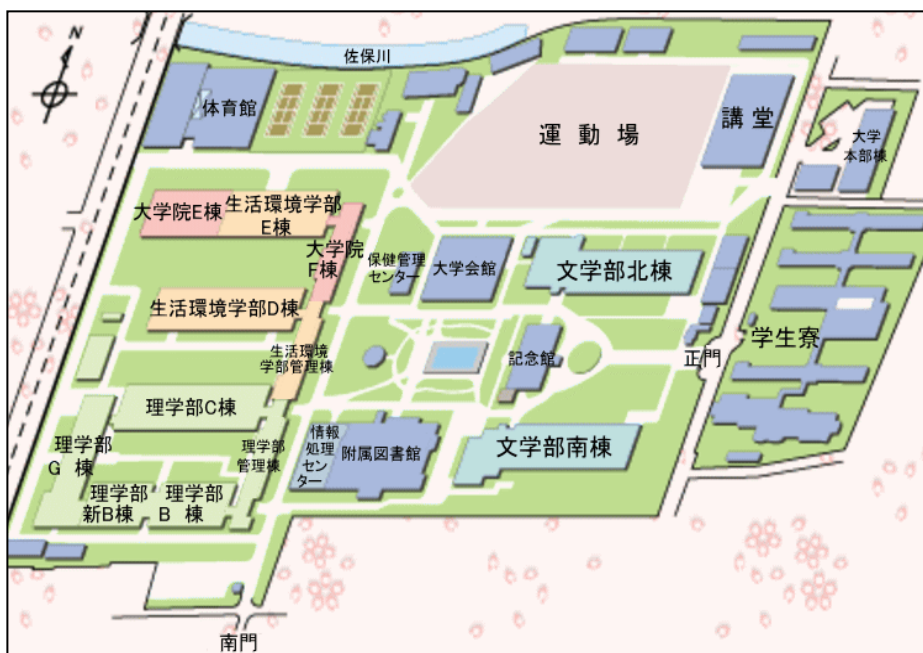 N
佐保川
体育館
運動場
講堂
大学
本部棟
大学院E棟
生活環境学部
E棟
大学院
F棟
保健管理
センター
大学会館
文学部北棟
生活環境学部D棟
生活環境
学部管理棟
記念館
正門
学生寮
理学部C棟
理学部
G 棟
理学部
管理棟
情報
処理
セン
ター
附属図書館
文学部南棟
理学部
新B棟
理学部
B 棟
南門